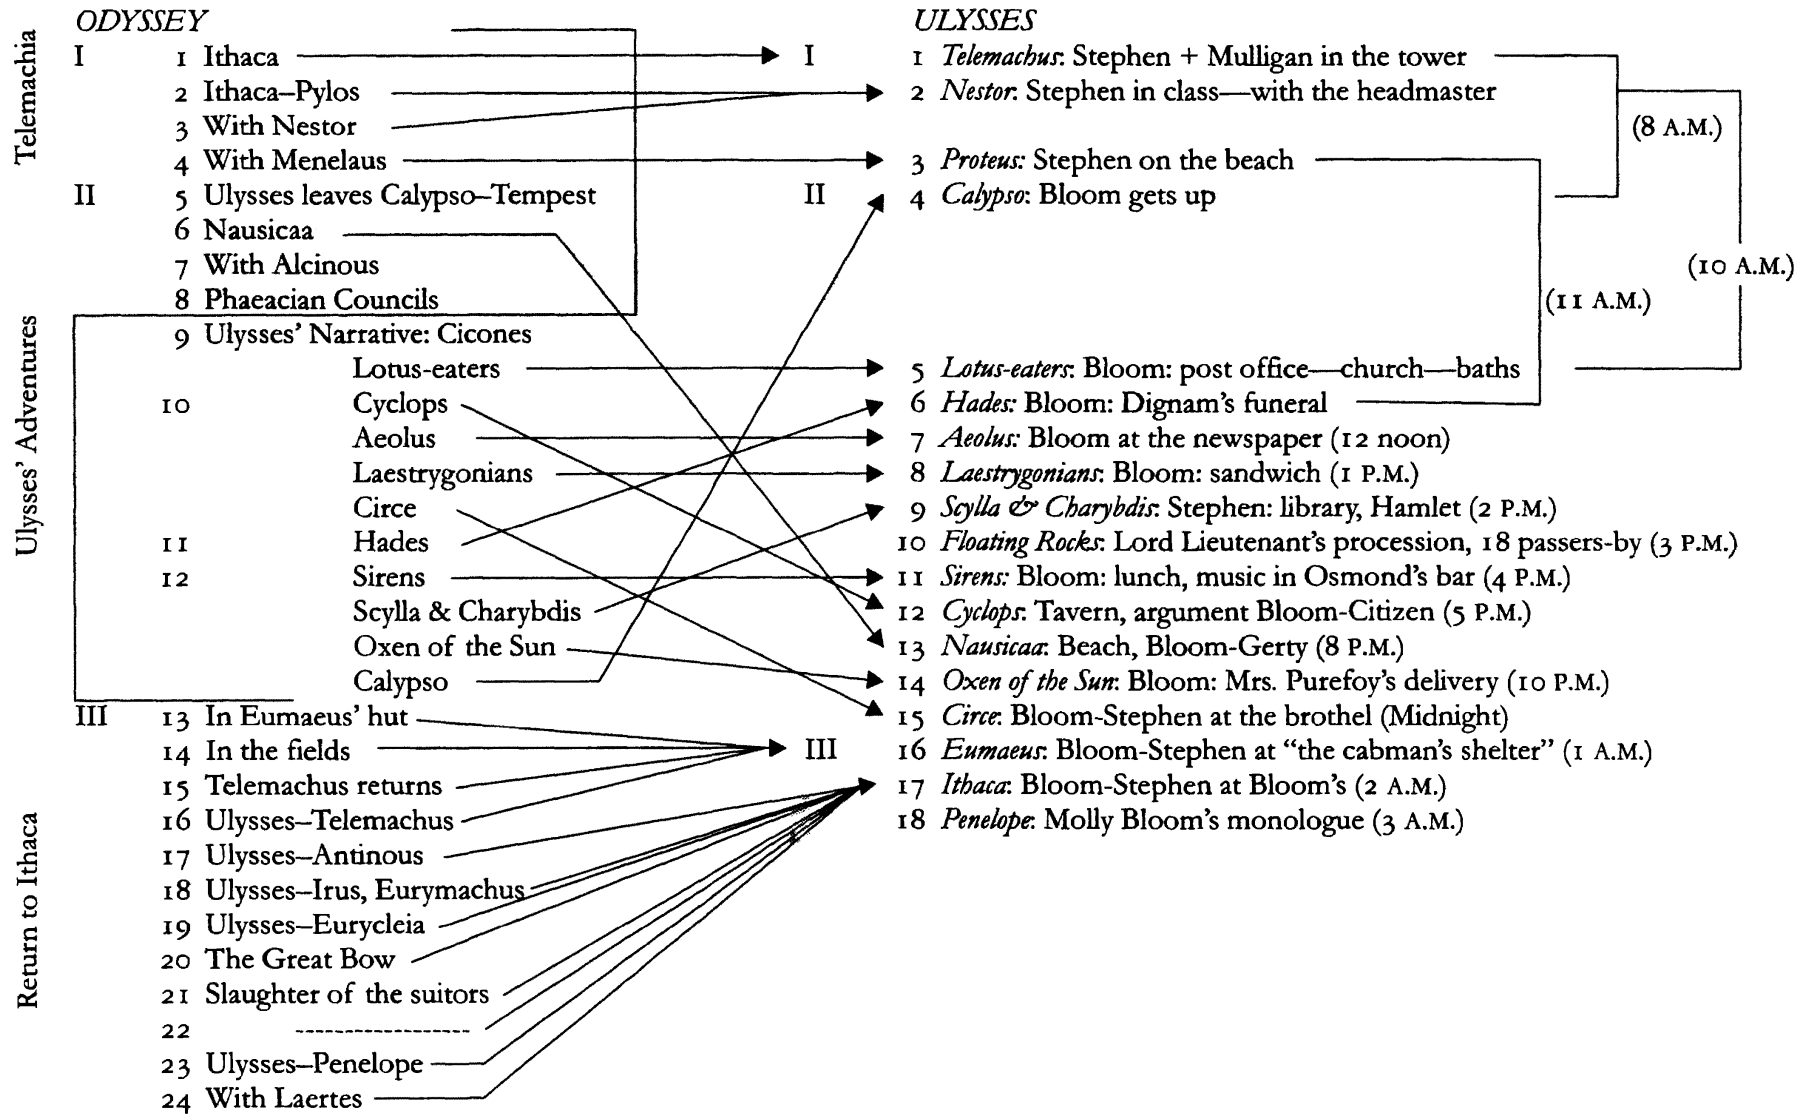 ODYSSEY
Telemachia
I 1 Ithaca
2 Ithaca–Pylos
3 With Nestor
4 With Menelaus
II 5 Ulysses leaves Calypso–Tempest
6 Nausicaa
7 With Alcinous
8 Phaeacian Councils
Ulysses' Adventures
9 Ulysses' Narrative: Cicones
Lotus-eaters
10 Cyclops
Aeolus
Laestrygonians
Circe
11 Hades
12 Sirens
Scylla & Charybdis
Oxen of the Sun
Calypso
Return to Ithaca
III 13 In Eumaeus' hut
14 In the fields
15 Telemachus returns
16 Ulysses–Telemachus
17 Ulysses–Antinous
18 Ulysses–Irus, Eurymachus
19 Ulysses–Eurycleia
20 The Great Bow
21 Slaughter of the suitors
22 -----------------
23 Ulysses–Penelope
24 With Laertes
ULYSSES
I 1 Telemachus: Stephen + Mulligan in the tower
2 Nestor: Stephen in class—with the headmaster
(8 A.M.)
3 Proteus: Stephen on the beach
II 4 Calypso: Bloom gets up
(10 A.M.)
(11 A.M.)
5 Lotus-eaters: Bloom: post office—church—baths
6 Hades: Bloom: Dignam's funeral
7 Aeolus: Bloom at the newspaper (12 noon)
8 Laestrygonians: Bloom: sandwich (1 P.M.)
9 Scylla & Charybdis: Stephen: library, Hamlet (2 P.M.)
10 Floating Rocks: Lord Lieutenant's procession, 18 passers-by (3 P.M.)
11 Sirens: Bloom: lunch, music in Osmond's bar (4 P.M.)
12 Cyclops: Tavern, argument Bloom-Citizen (5 P.M.)
13 Nausicaa: Beach, Bloom-Gerty (8 P.M.)
14 Oxen of the Sun: Bloom: Mrs. Purefoy's delivery (10 P.M.)
15 Circe: Bloom-Stephen at the brothel (Midnight)
III 16 Eumaeus: Bloom-Stephen at "the cabman's shelter" (1 A.M.)
17 Ithaca: Bloom-Stephen at Bloom's (2 A.M.)
18 Penelope: Molly Bloom's monologue (3 A.M.)